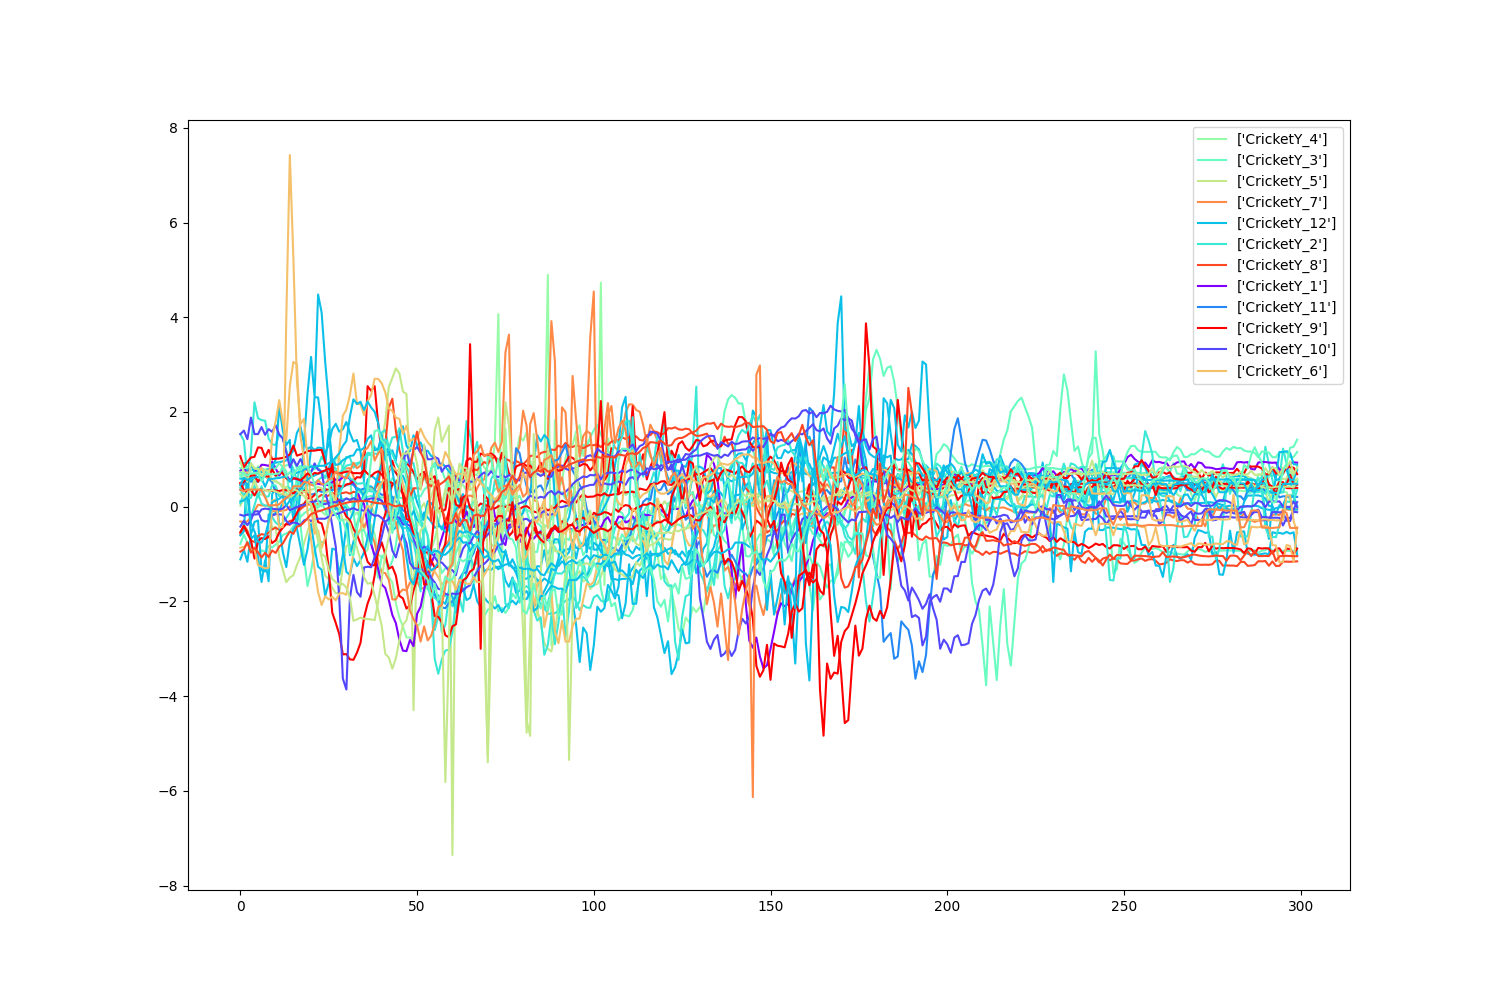 8
6
4
2
0
−2
−4
−6
−8
0 50 100 150 200 250 300
['CricketY_4']
['CricketY_3']
['CricketY_5']
['CricketY_7']
['CricketY_12']
['CricketY_2']
['CricketY_8']
['CricketY_1']
['CricketY_11']
['CricketY_9']
['CricketY_10']
['CricketY_6']